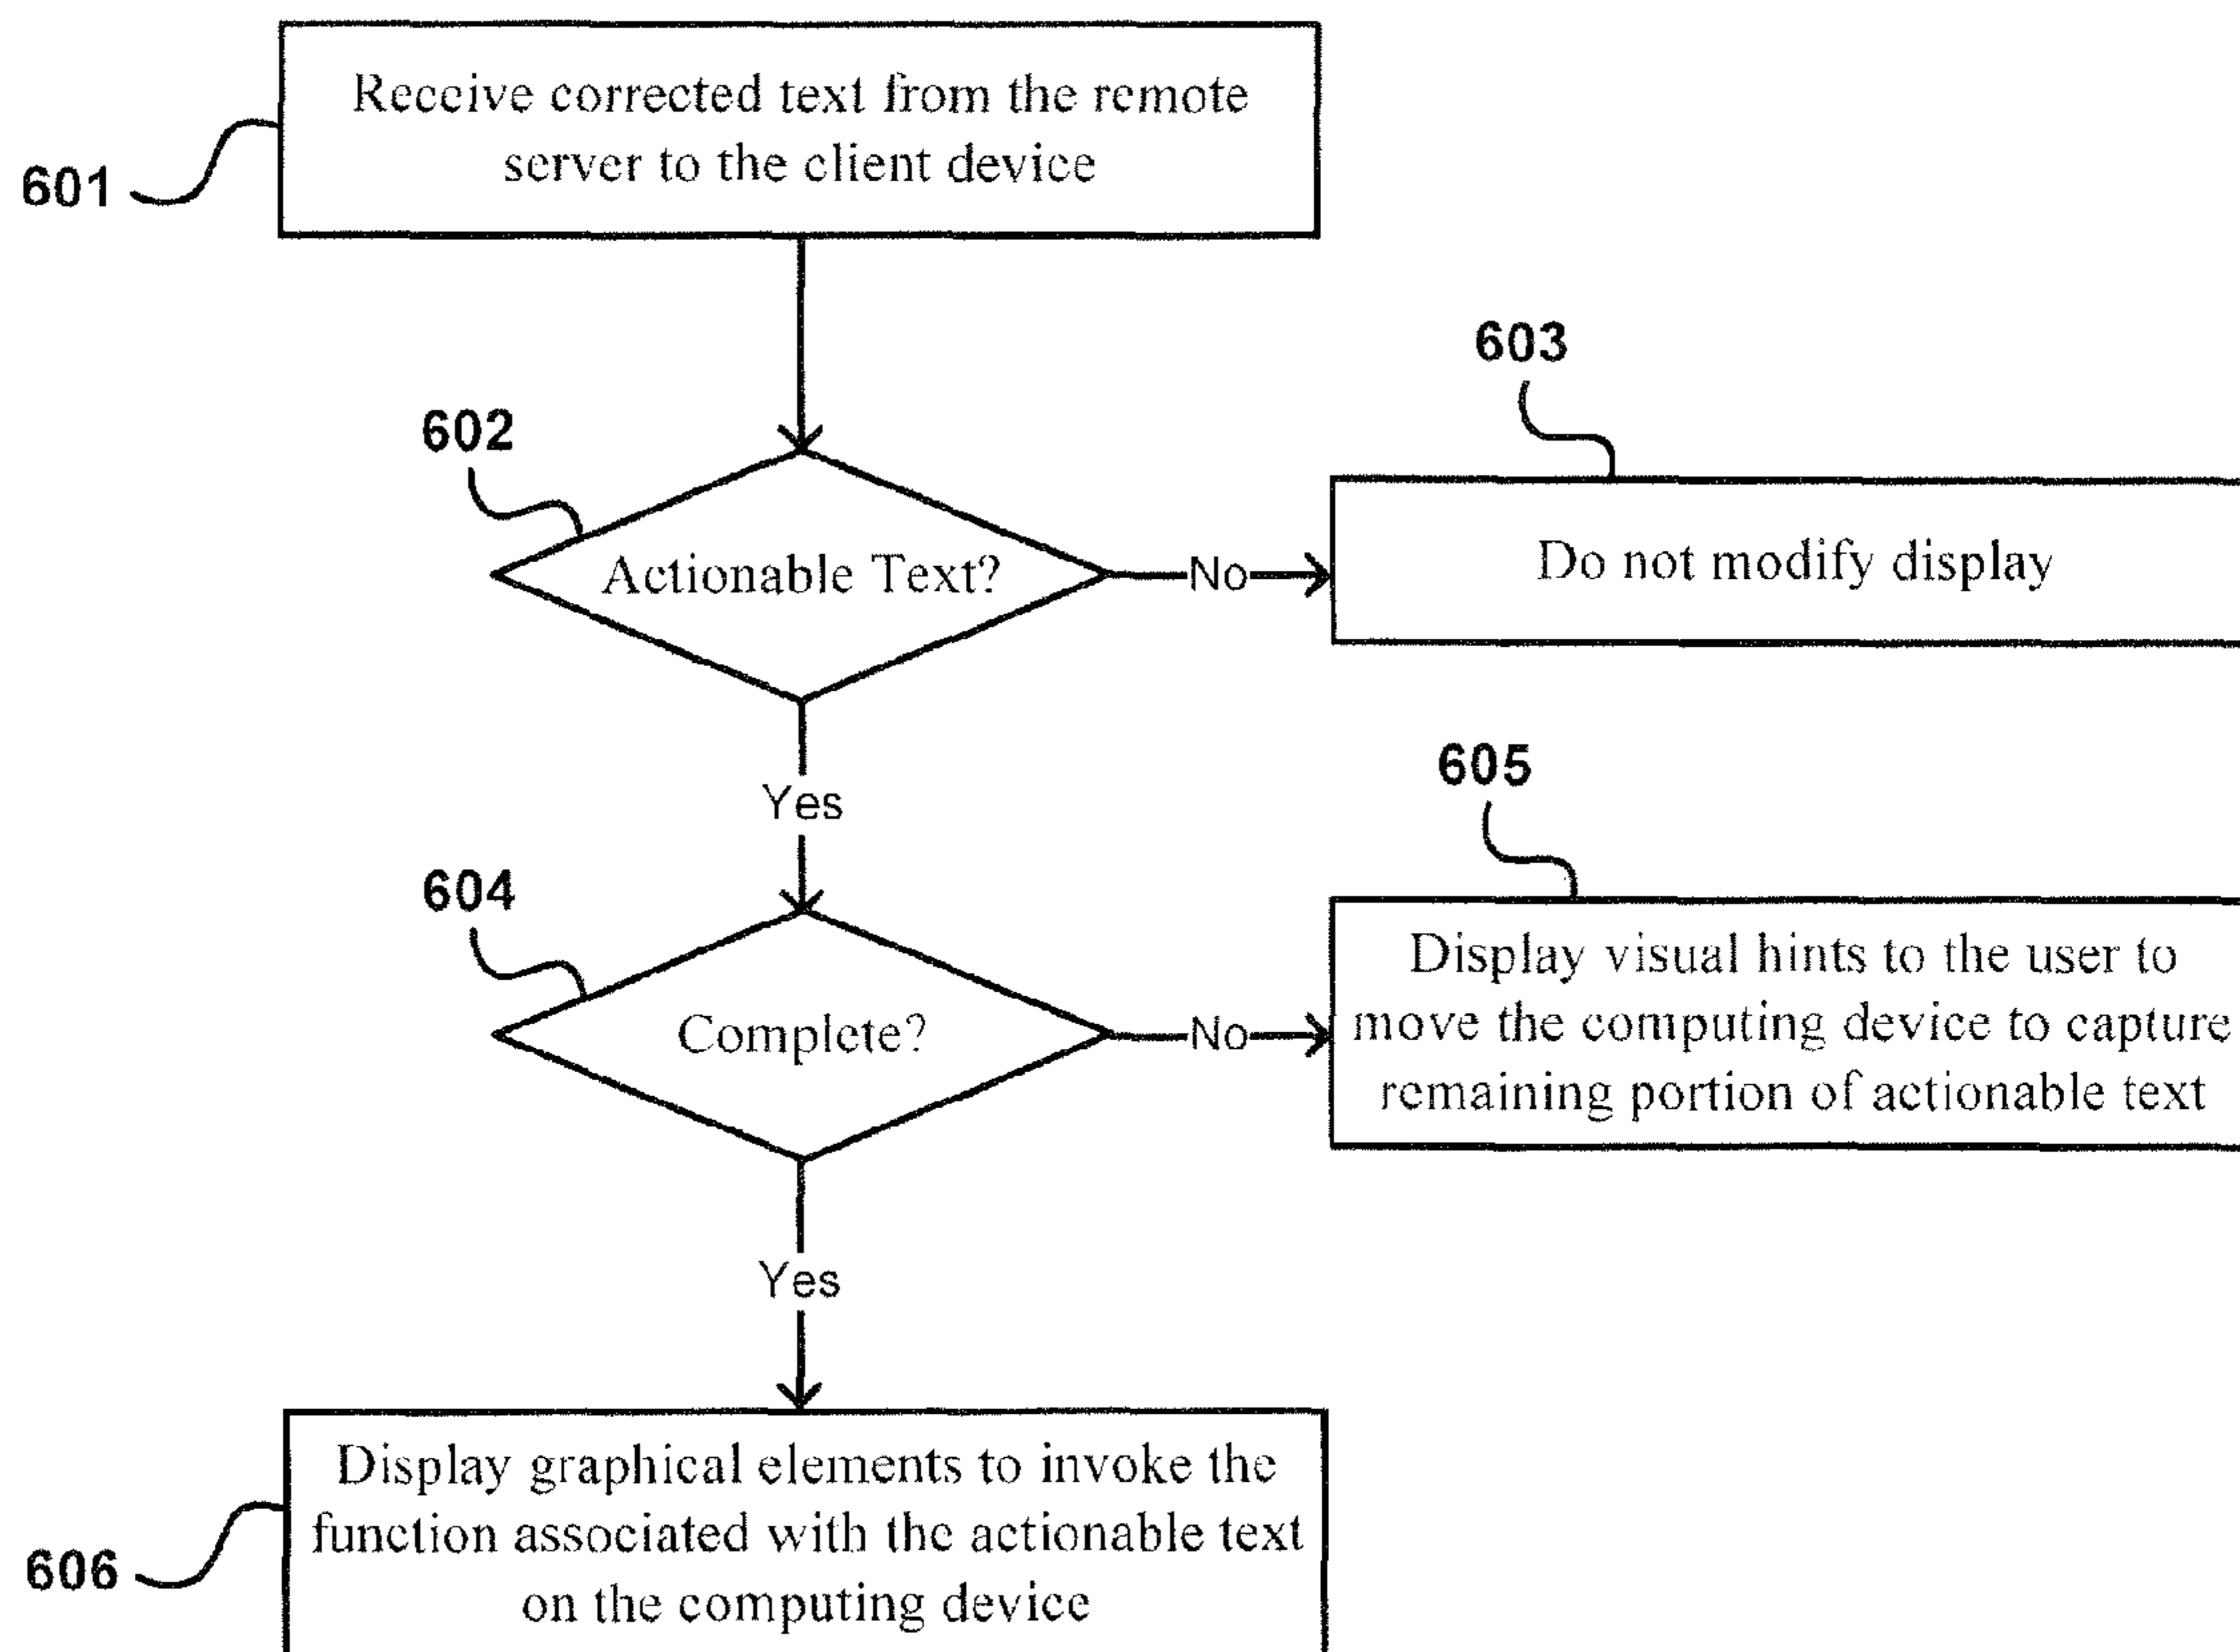 Receive corrected text from the remote
server to the client device
601
603
602
Actionable Text?
No
Do not modify display
Yes
605
604
Complete?
No
Display visual hints to the user to
move the computing device to capture
remaining portion of actionable text
Yes
Display graphical elements to invoke the
function associated with the actionable text
on the computing device
606